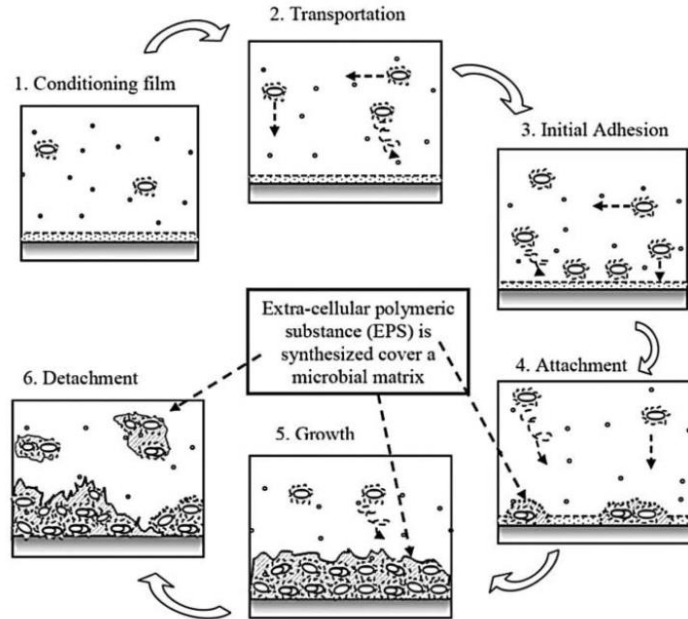 1. Conditioning film
2. Transportation
3. Initial Adhesion
4. Attachment
5. Growth
6. Detachment
Extra-cellular polymeric
substance (EPS) is
synthesized cover a
microbial matrix